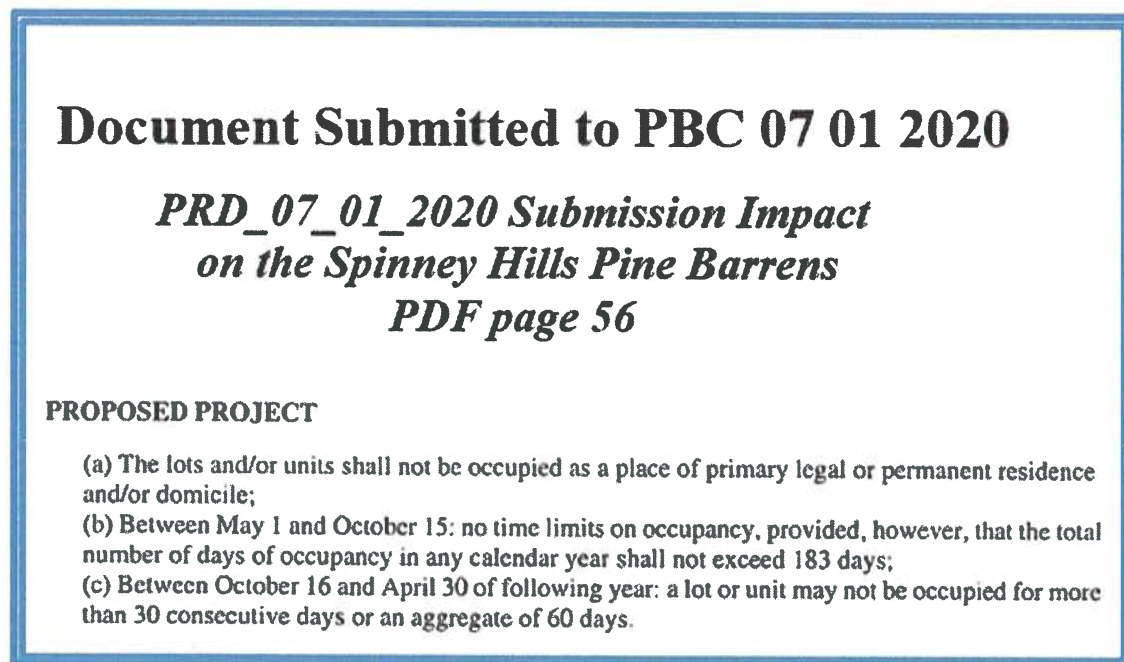 Document Submitted to PBC 07 01 2020
PRD_07_01_2020 Submission Impact
on the Spinney Hills Pine Barrens
PDF page 56
PROPOSED PROJECT
(a) The lots and/or units shall not be occupied as a place of primary legal or permanent residence
and/or domicile;
(b) Between May 1 and October 15: no time limits on occupancy, provided, however, that the total
number of days of occupancy in any calendar year shall not exceed 183 days;
(c) Between October 16 and April 30 of following year: a lot or unit may not be occupied for more
than 30 consecutive days or an aggregate of 60 days.